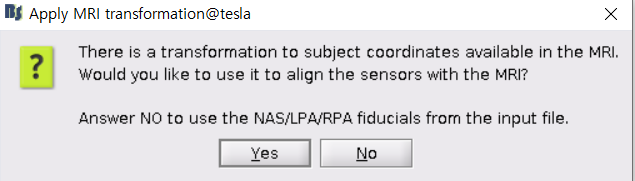 Apply MRI transformation@tesla
There is a transformation to subject coordinates available in the MRI.
Would you like to use it to align the sensors with the MRI?
Answer NO to use the NAS/LPA/RPA fiducials from the input file.
Yes
No